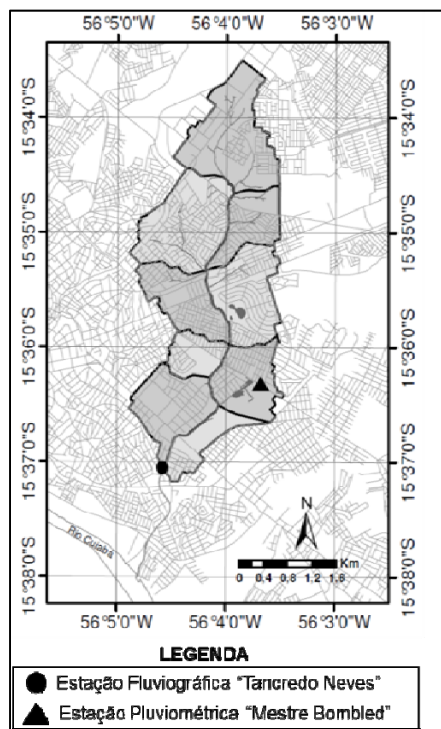 56°5'0"W 56°4'0"W 56°3'0"W
15°34'0"S 15°34'0"S
15°35'0"S 15°35'0"S
15°36'0"S 15°36'0"S
15°37'0"S 15°37'0"S
Rio Cuiabá
N
Km
0 0.4 0.8 1.2 1.6
15°38'0"S 15°38'0"S
56°5'0"W 56°4'0"W 56°3'0"W
LEGENDA
Estação Fluviográfica "Tancredo Neves"
Estação Pluviométrica "Mestre Bombled"